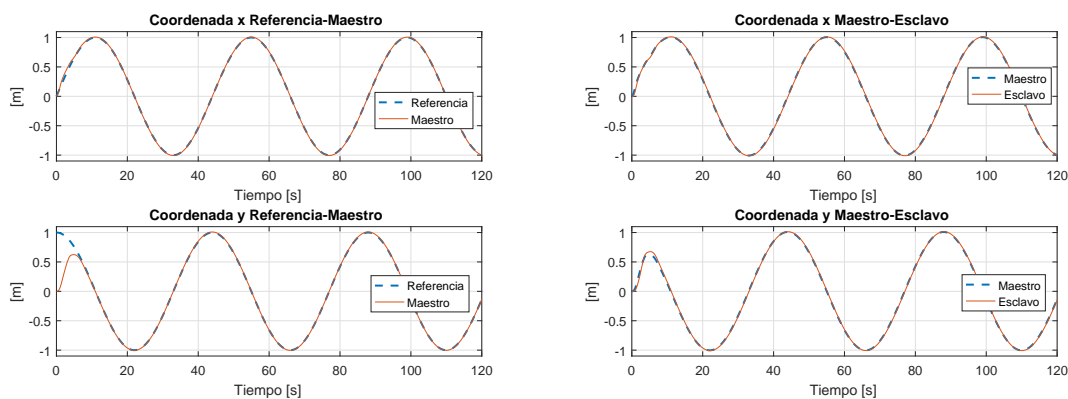 Coordenada x Referencia-Maestro
[m]
1
0.5
0
-0.5
-1
Referencia
Maestro
0 20 40 60 80 100 120
Tiempo [s]
Coordenada x Maestro-Esclavo
[m]
1
0.5
0
-0.5
-1
Maestro
Esclavo
0 20 40 60 80 100 120
Tiempo [s]
Coordenada y Referencia-Maestro
[m]
1
0.5
0
-0.5
-1
Referencia
Maestro
0 20 40 60 80 100 120
Tiempo [s]
Coordenada y Maestro-Esclavo
[m]
1
0.5
0
-0.5
-1
Maestro
Esclavo
0 20 40 60 80 100 120
Tiempo [s]